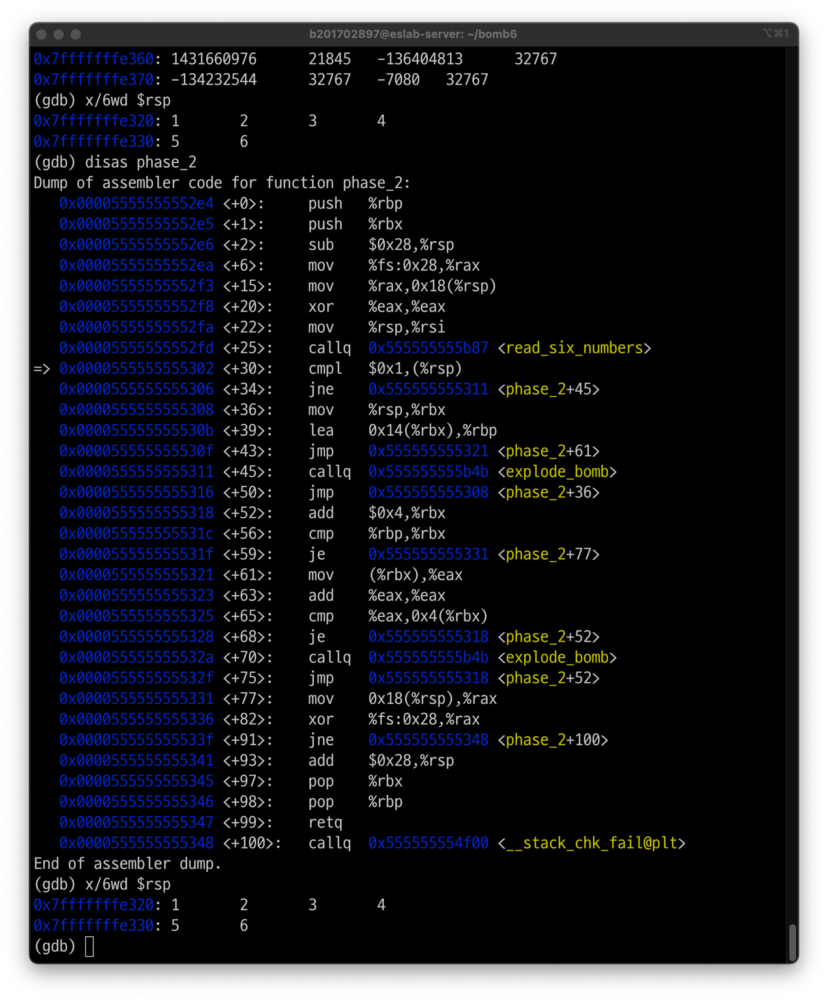 b201702897@eslab-server: ~/bomb6 ⌥⌘1
0x7fffffffe360: 1431660976 21845 -136404813 32767
0x7fffffffe370: -134232544 32767 -7080 32767
(gdb) x/6wd $rsp
0x7fffffffe320: 1 2 3 4
0x7fffffffe330: 5 6
(gdb) disas phase_2
Dump of assembler code for function phase_2:
0x00005555555552e4 <+0>: push %rbp
0x00005555555552e5 <+1>: push %rbx
0x00005555555552e6 <+2>: sub $0x28,%rsp
0x00005555555552ea <+6>: mov %fs:0x28,%rax
0x00005555555552f3 <+15>: mov %rax,0x18(%rsp)
0x00005555555552f8 <+20>: xor %eax,%eax
0x00005555555552fa <+22>: mov %rsp,%rsi
0x00005555555552fd <+25>: callq 0x555555555b87 <read_six_numbers>
=> 0x0000555555555302 <+30>: cmpl $0x1,(%rsp)
0x0000555555555306 <+34>: jne 0x555555555311 <phase_2+45>
0x0000555555555308 <+36>: mov %rsp,%rbx
0x000055555555530b <+39>: lea 0x14(%rbx),%rbp
0x000055555555530f <+43>: jmp 0x555555555321 <phase_2+61>
0x0000555555555311 <+45>: callq 0x555555555b4b <explode_bomb>
0x0000555555555316 <+50>: jmp 0x555555555308 <phase_2+36>
0x0000555555555318 <+52>: add $0x4,%rbx
0x000055555555531c <+56>: cmp %rbp,%rbx
0x000055555555531f <+59>: je 0x555555555331 <phase_2+77>
0x0000555555555321 <+61>: mov (%rbx),%eax
0x0000555555555323 <+63>: add %eax,%eax
0x0000555555555325 <+65>: cmp %eax,0x4(%rbx)
0x0000555555555328 <+68>: je 0x555555555318 <phase_2+52>
0x000055555555532a <+70>: callq 0x555555555b4b <explode_bomb>
0x000055555555532f <+75>: jmp 0x555555555318 <phase_2+52>
0x0000555555555331 <+77>: mov 0x18(%rsp),%rax
0x0000555555555336 <+82>: xor %fs:0x28,%rax
0x000055555555533f <+91>: jne 0x555555555348 <phase_2+100>
0x0000555555555341 <+93>: add $0x28,%rsp
0x0000555555555345 <+97>: pop %rbx
0x0000555555555346 <+98>: pop %rbp
0x0000555555555347 <+99>: retq
0x0000555555555348 <+100>: callq 0x555555554f00 <__stack_chk_fail@plt>
End of assembler dump.
(gdb) x/6wd $rsp
0x7fffffffe320: 1 2 3 4
0x7fffffffe330: 5 6
(gdb)